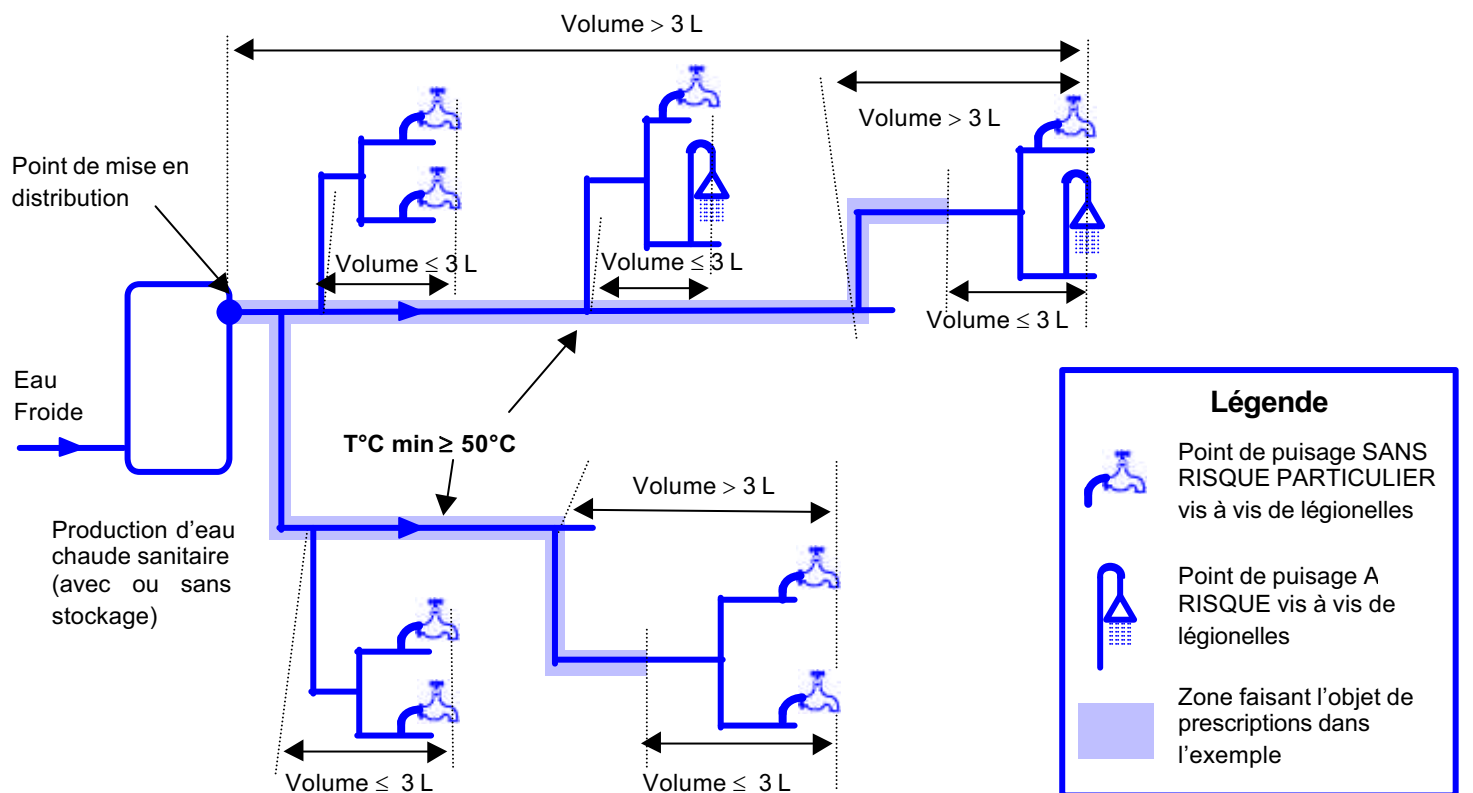 Volume > 3 L
Volume > 3 L
Point de mise en
distribution
Volume ≤ 3 L
Volume ≤ 3 L
Volume ≤ 3 L
Eau
Froide
T°C min ≥ 50°C
Volume > 3 L
Production d'eau
chaude sanitaire
(avec ou sans
stockage)
Volume ≤ 3 L
Volume ≤ 3 L
Légende
Point de puisage SANS
RISQUE PARTICULIER
vis à vis de légionelles
Point de puisage A
RISQUE vis à vis de
légionelles
Zone faisant l'objet de
prescriptions dans
l'exemple